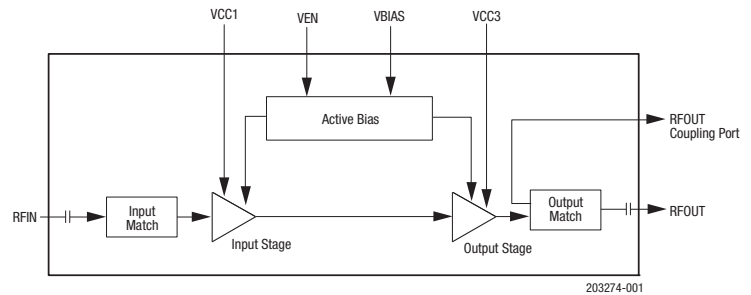 VCC1
VEN
VBIAS
VCC3
Active Bias
RFOUT
Coupling Port
RFIN
Input
Match
Input Stage
Output Stage
Output
Match
RFOUT
203274-001